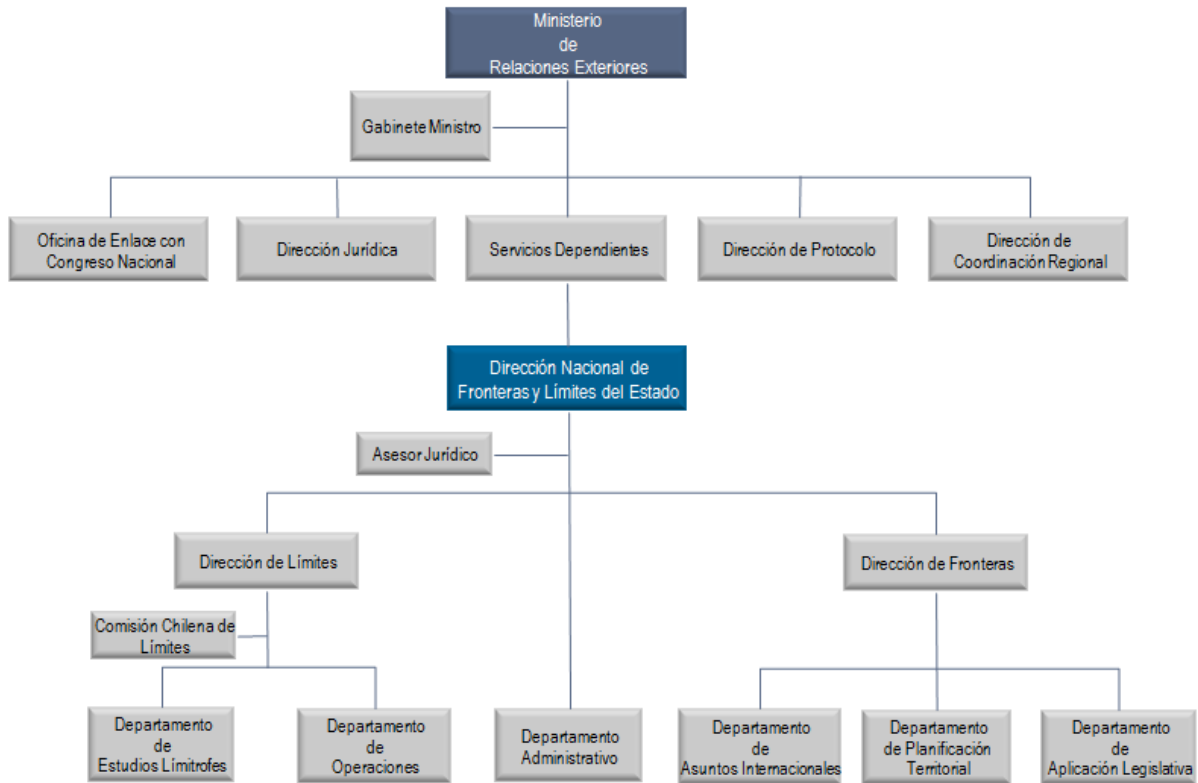 Ministerio
de
Relaciones Exteriores
Gabinete Ministro
Oficina de Enlace con
Congreso Nacional
Dirección Jurídica
Servicios Dependientes
Dirección de Protocolo
Dirección de
Coordinación Regional
Dirección Nacional de
Fronteras y Límites del Estado
Asesor Jurídico
Dirección de Límites
Dirección de Fronteras
Comisión Chilena de
Límites
Departamento
de
Estudios Límitrofes
Departamento
de
Operaciones
Departamento
Administrativo
Departamento
de
Asuntos Internacionales
Departamento
de Planificación
Territorial
Departamento
de
Aplicación Legislativa